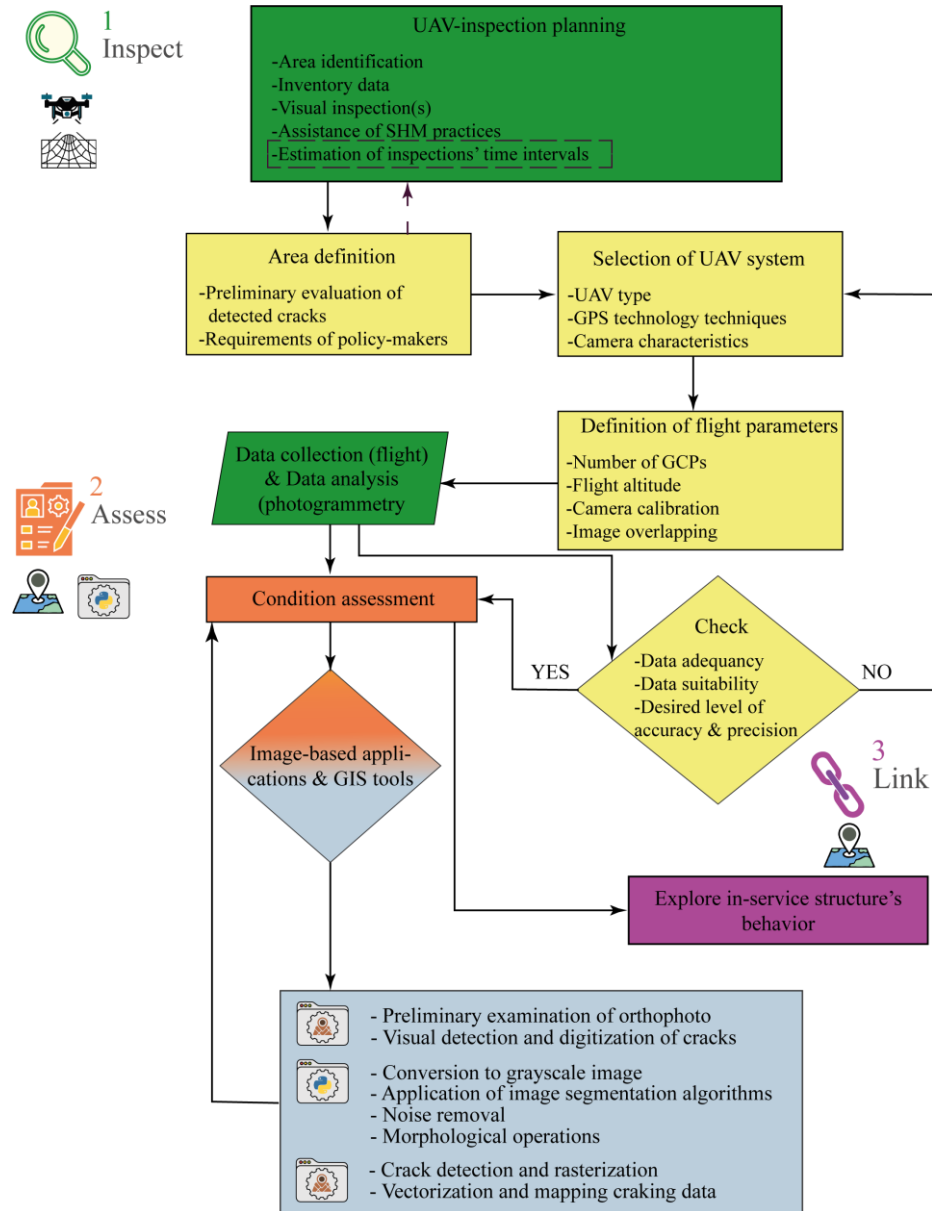 1
Inspect
UAV-inspection planning
-Area identification
-Inventory data
-Visual inspection(s)
-Assistance of SHM practices
-Estimation of inspections’ time intervals
Area definition
-Preliminary evaluation of
detected cracks
-Requirements of policy-makers
Selection of UAV system
-UAV type
-GPS technology techniques
-Camera characteristics
Definition of flight parameters
-Number of GCPs
-Flight altitude
-Camera calibration
-Image overlapping
Data collection (flight)
& Data analysis
(photogrammetry
2
Assess
Condition assessment
Check
-Data adequancy
-Data suitability
-Desired level of
accuracy & precision
YES
NO
Image-based appli-
cations & GIS tools
3
Link
Explore in-service structure’s
behavior
- Preliminary examination of orthophoto
- Visual detection and digitization of cracks
- Conversion to grayscale image
- Application of image segmentation algorithms
- Noise removal
- Morphological operations
- Crack detection and rasterization
- Vectorization and mapping craking data